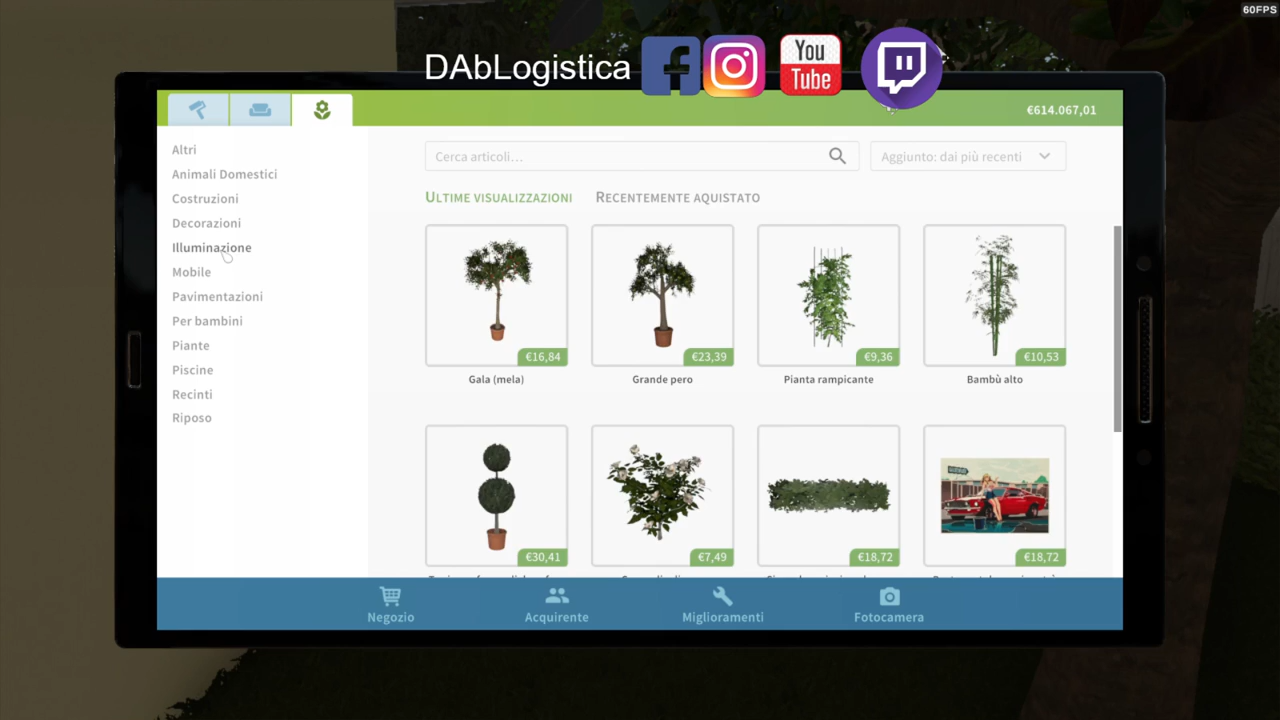 60FPS
DAbLogistica
You
Tube
€614.067,01
Altri
Animali Domestici
Costruzioni
Decorazioni
Illuminazione
Mobile
Pavimentazioni
Per bambini
Piante
Piscine
Recinti
Riposo
Cerca articoli...
Aggiunto: dai più recenti
ULTIME VISUALIZZAZIONI
RECENTEMENTE AQUISTATO
€16,84
€23,39
€9,36
€10,53
Gala (mela)
Grande pero
Pianta rampicante
Bambù alto
€30,41
€7,49
€18,72
€18,72
Negozio
Acquirente
Miglioramenti
Fotocamera